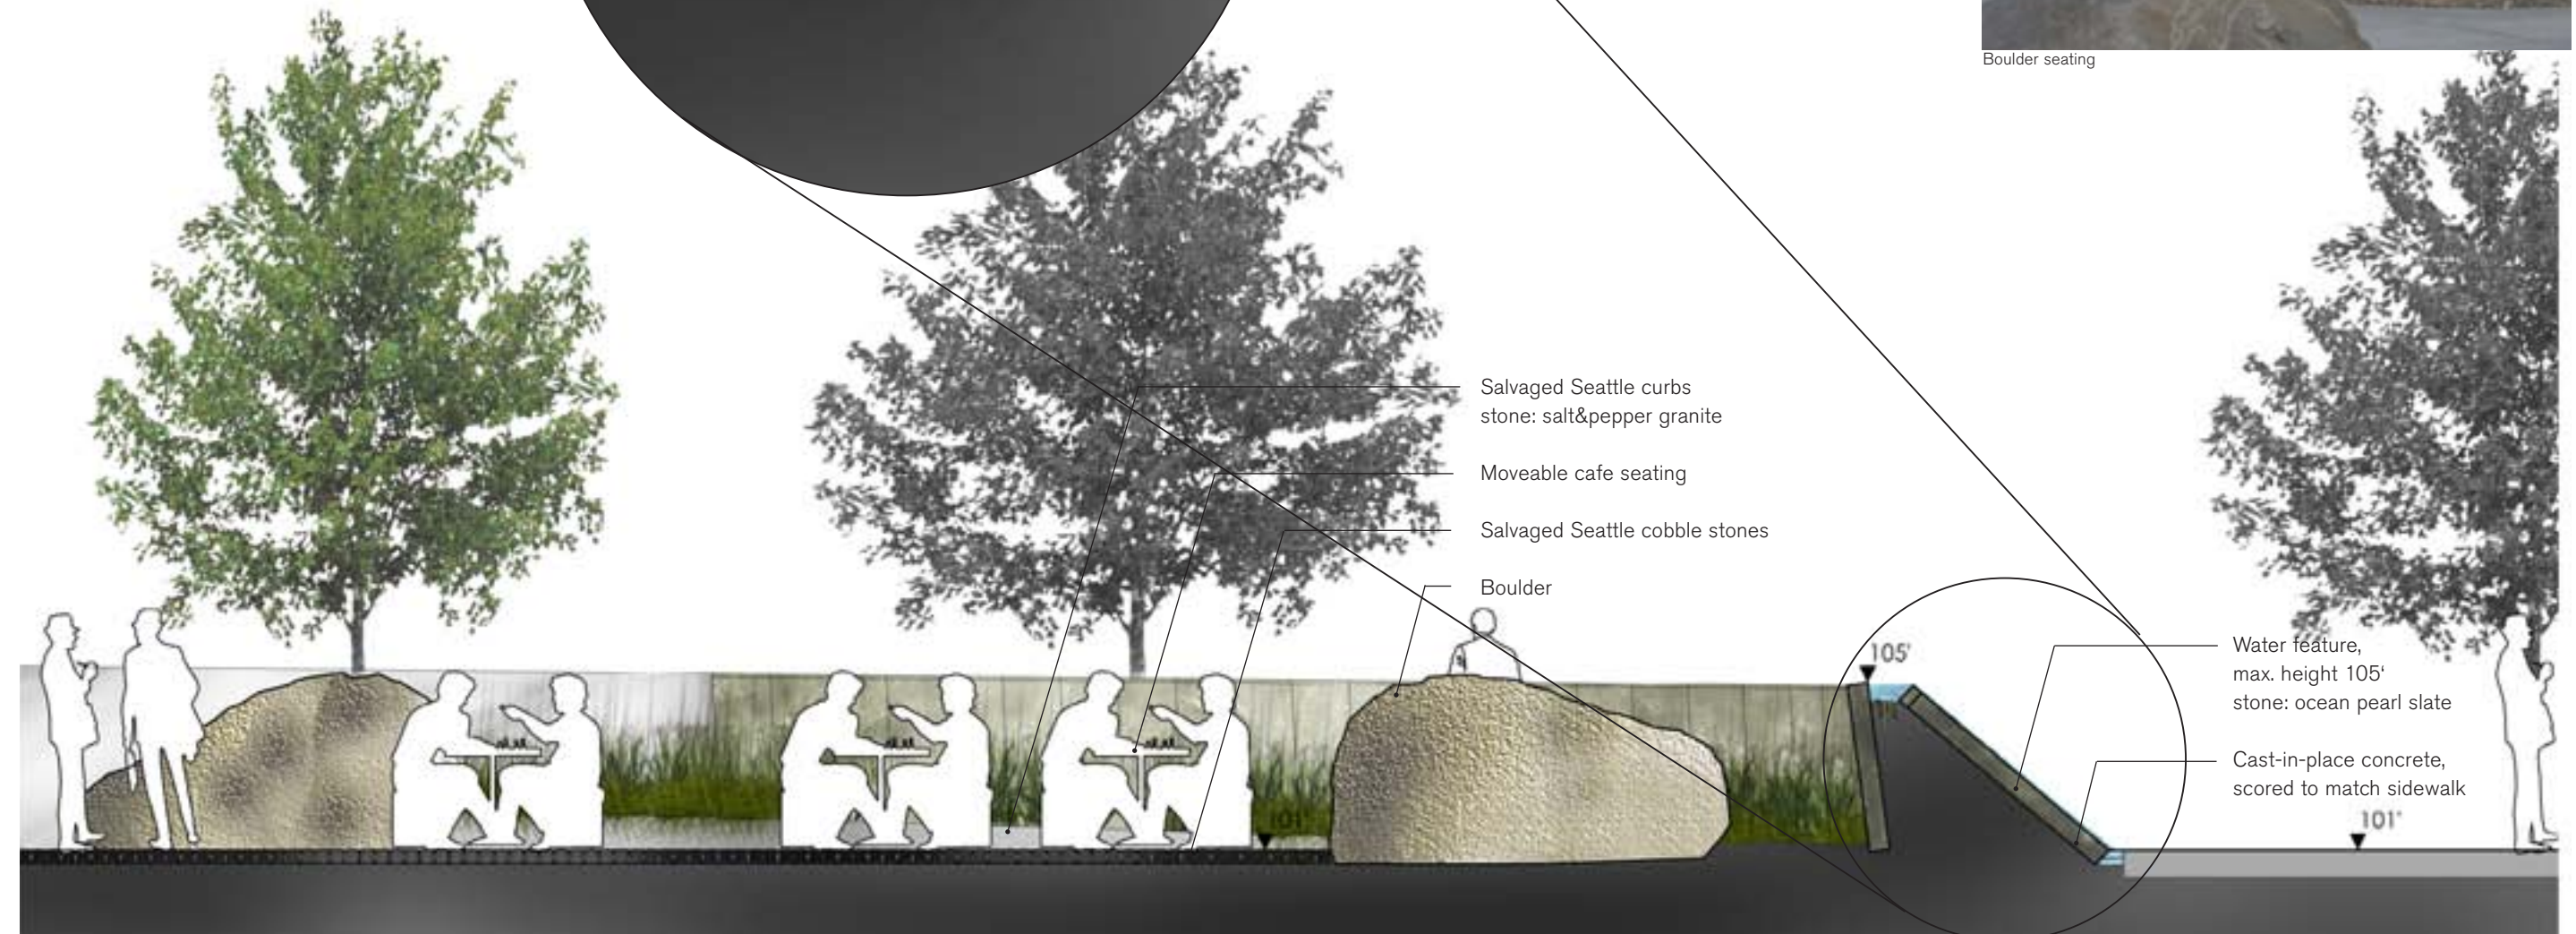 Boulder seating
Salvaged Seattle curbs
stone: salt&pepper granite
Moveable cafe seating
Salvaged Seattle cobble stones
Boulder
105'
Water feature,
max. height 105‘
stone: ocean pearl slate
Cast-in-place concrete,
scored to match sidewalk
101'
101'